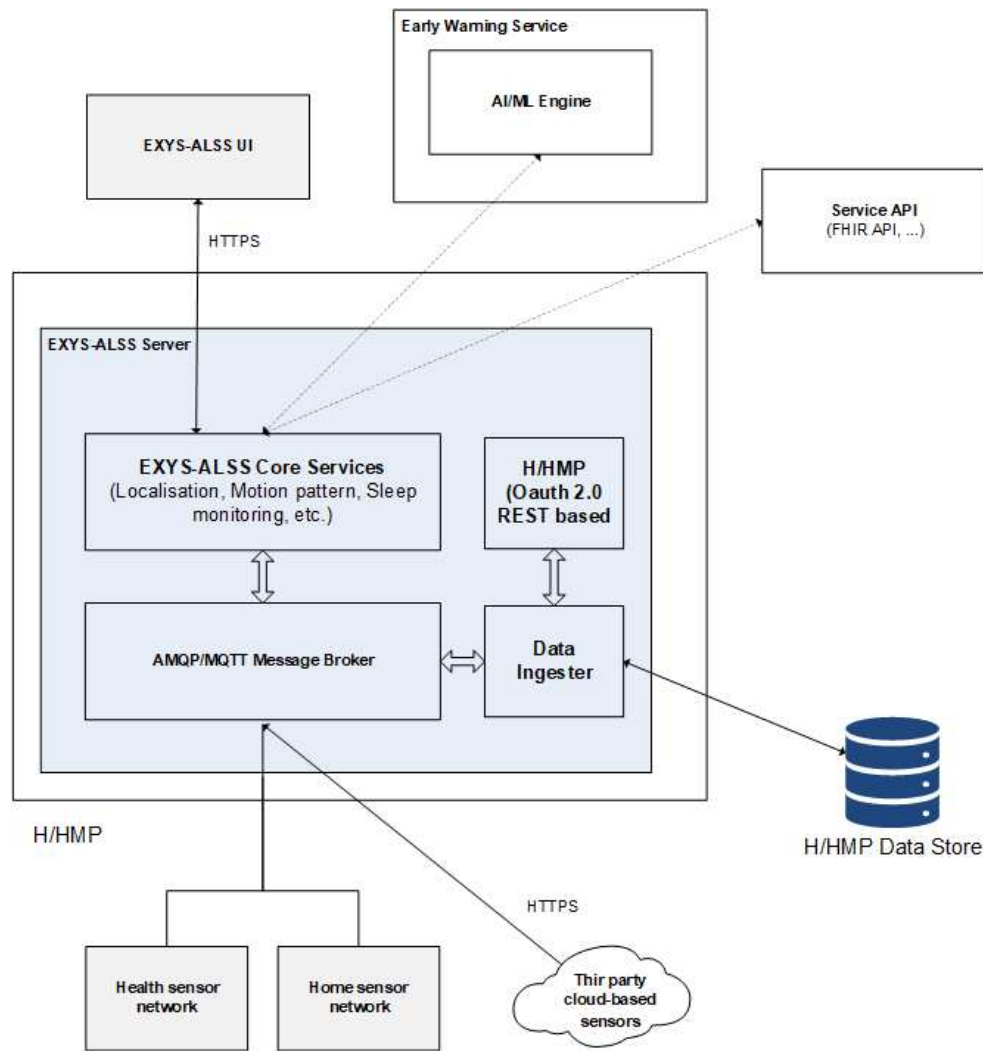 Early Warning Service
AI/ML Engine
EXYS-ALSS UI
Service API
(FHIR API, ...)
HTTPS
EXYS-ALSS Server
EXYS-ALSS Core Services
(Localisation, Motion pattern, Sleep
monitoring, etc.)
H/HMP
(Oauth 2.0
REST based
AMQP/MQTT Message Broker
Data
Ingester
H/HMP
H/HMP Data Store
HTTPS
Health sensor
network
Home sensor
network
Thir party
cloud-based
sensors